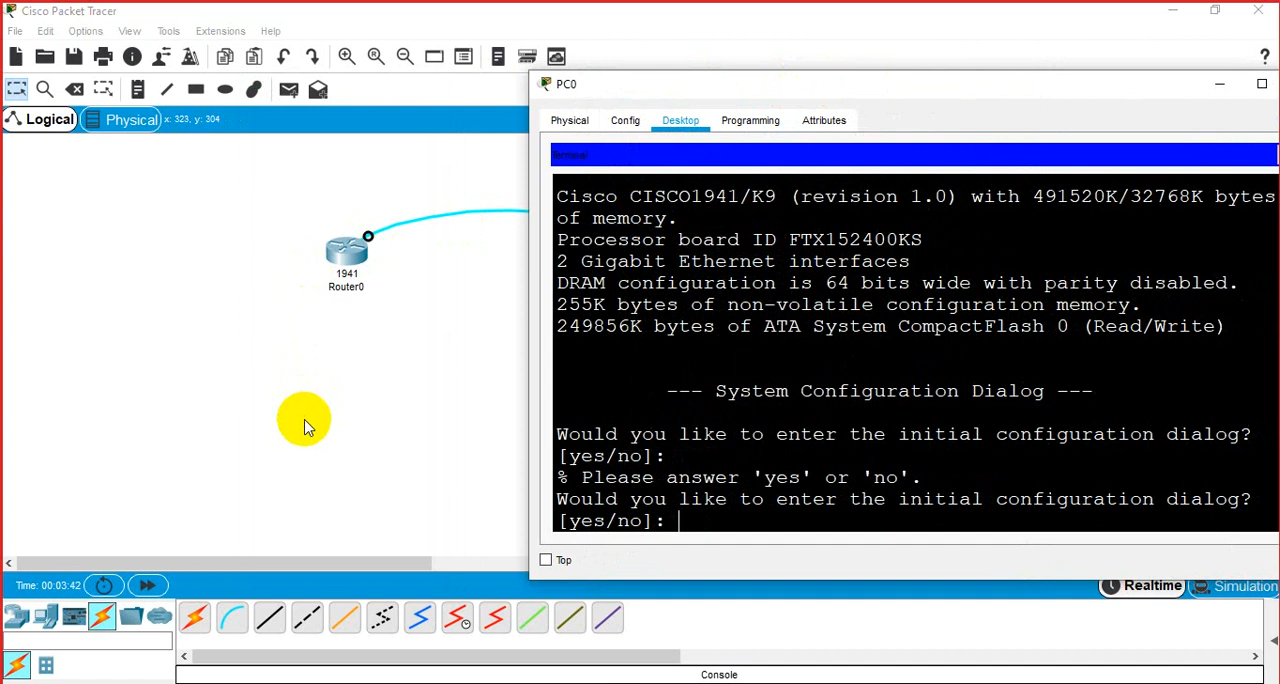 Cisco Packet Tracer
File Edit Options View Tools Extensions Help
Logical Physical x: 323, y: 304
1941
Router0
PC0
Physical Config Desktop Programming Attributes
Terminal
Cisco CISCO1941/K9 (revision 1.0) with 491520K/32768K bytes
of memory.
Processor board ID FTX152400KS
2 Gigabit Ethernet interfaces
DRAM configuration is 64 bits wide with parity disabled.
255K bytes of non-volatile configuration memory.
249856K bytes of ATA System CompactFlash 0 (Read/Write)
--- System Configuration Dialog ---
Would you like to enter the initial configuration dialog?
[yes/no]:
% Please answer 'yes' or 'no'.
Would you like to enter the initial configuration dialog?
[yes/no]:
Top
Time: 00:03:42
Realtime Simulation
Console